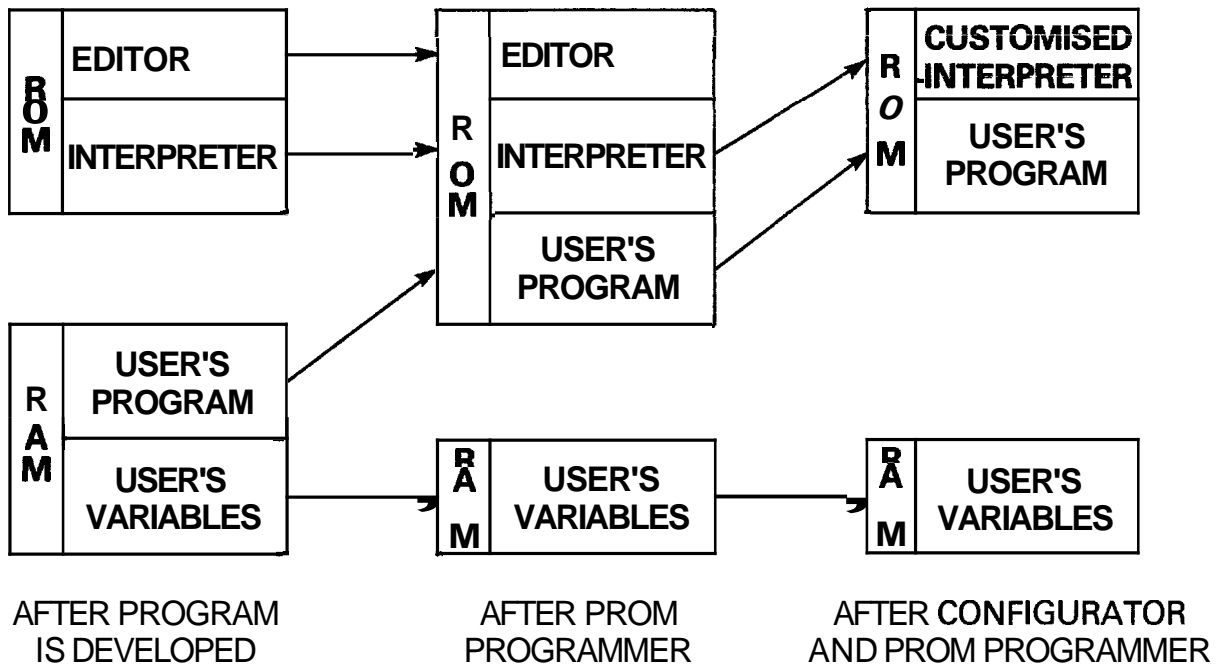 ROM
EDITOR
INTERPRETER
RAM
USER'S
PROGRAM
USER'S
VARIABLES
AFTER PROGRAM
IS DEVELOPED
ROM
EDITOR
INTERPRETER
USER'S
PROGRAM
RAM
USER'S
VARIABLES
AFTER PROM
PROGRAMMER
ROM
CUSTOMISED
INTERPRETER
USER'S
PROGRAM
RAM
USER'S
VARIABLES
AFTER CONFIGURATOR
AND PROM PROGRAMMER